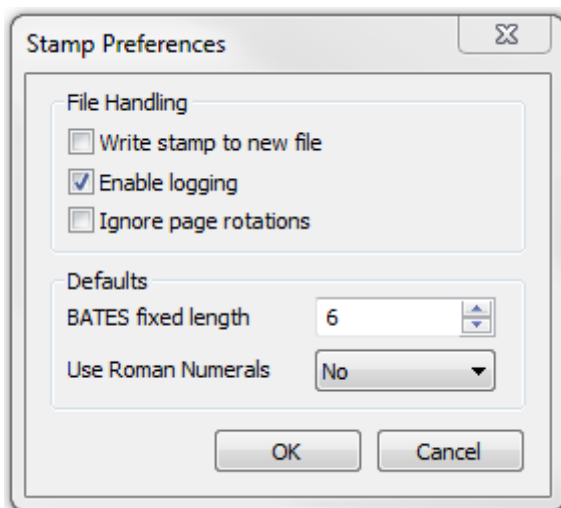 Stamp Preferences
File Handling
Write stamp to new file
Enable logging
Ignore page rotations
Defaults
BATES fixed length 6
Use Roman Numerals No
OK Cancel